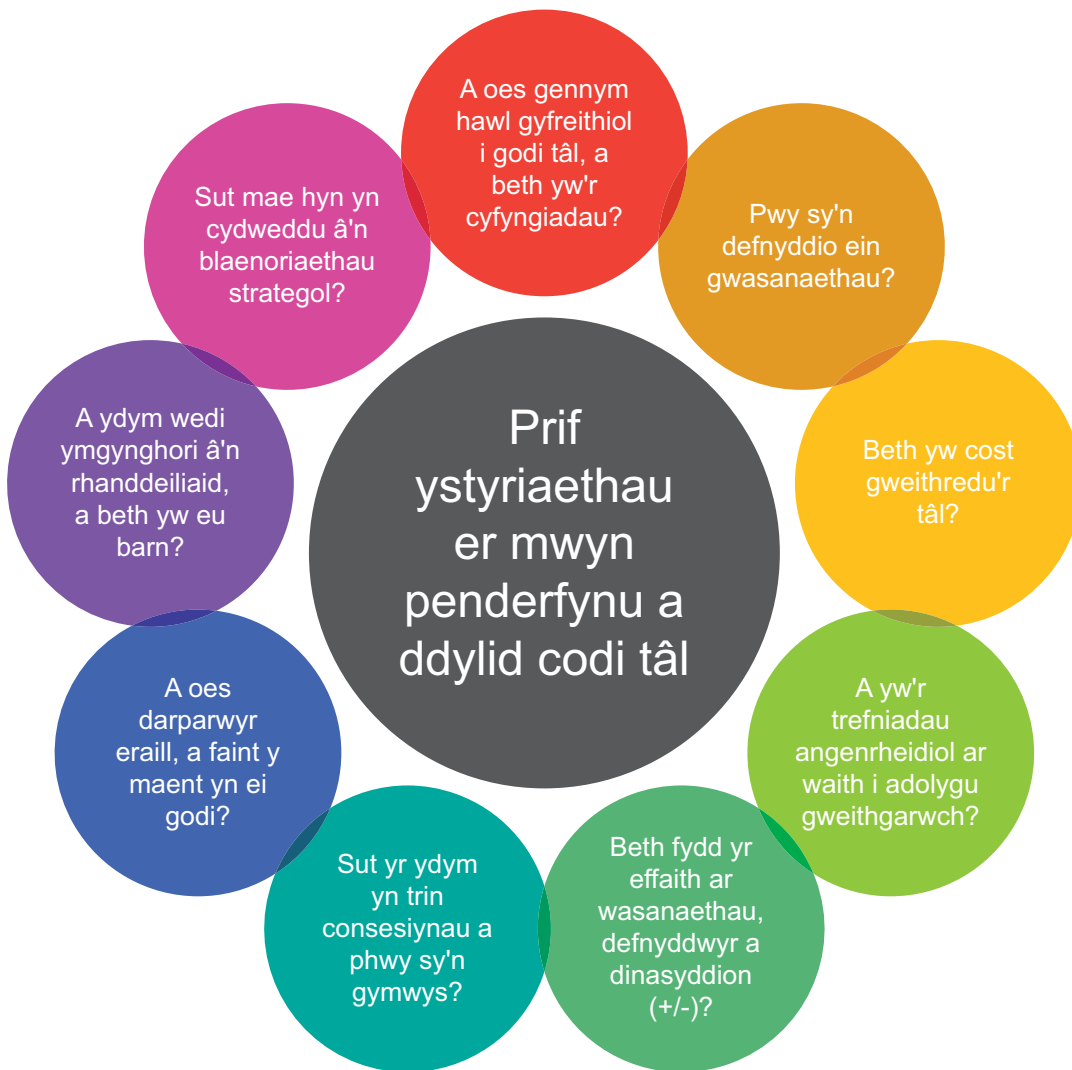 Prif
ystyriaethau
er mwyn
penderfynu a
ddylid codi tâl
A oes gennym
hawl gyfreithiol
i godi tâl, a
beth yw'r
cyfyngiadau?
Pwy sy'n
defnyddio ein
gwasanaethau?
Beth yw cost
gweithredu'r
tâl?
A yw'r
trefniadau
angenrheidiol ar
waith i adolygu
gweithgarwch?
Beth fydd yr
effaith ar
wasanaethau,
defnyddwyr a
dinasyddion
(+/-)?
Sut yr ydym
yn trin
consesiynau a
phwy sy'n
gymwys?
A oes
darparwyr
eraill, a faint y
maent yn ei
godi?
A ydym wedi
ymgynghori â'n
rhanddeiliaid,
a beth yw eu
barn?
Sut mae hyn yn
cydweddu â'n
blaenoriaethau
strategol?